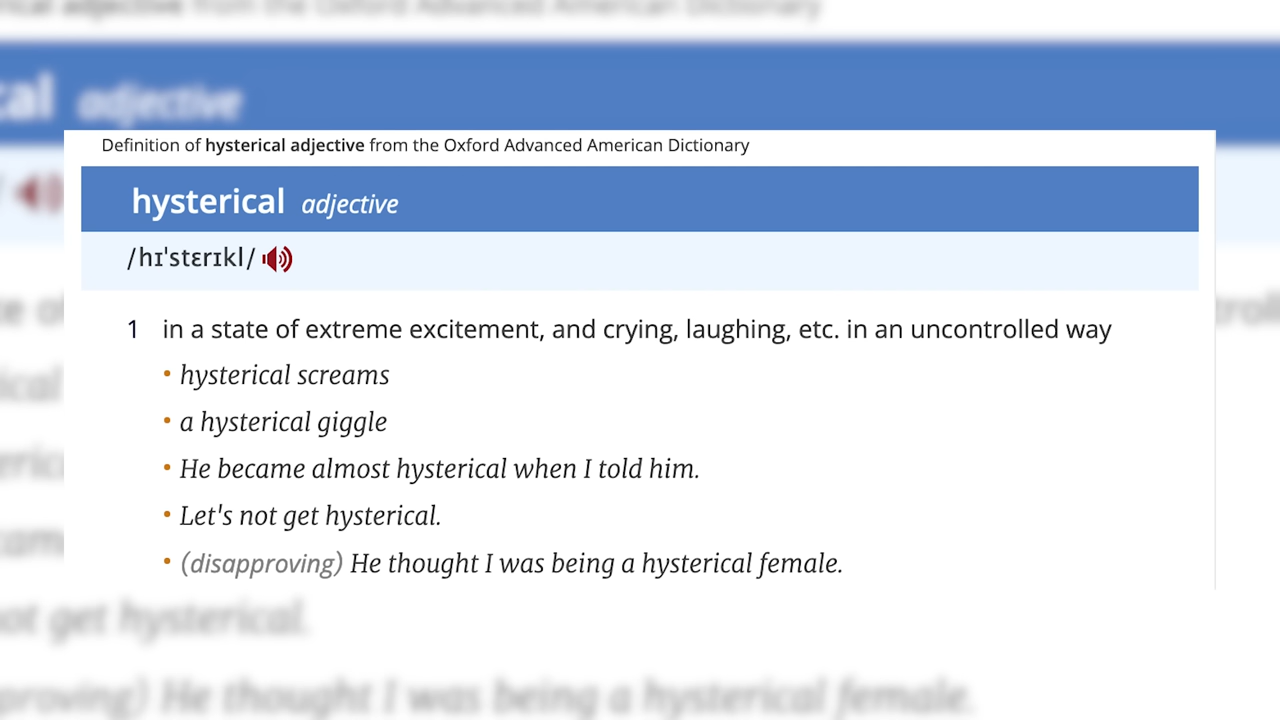 Definition of hysterical adjective from the Oxford Advanced American Dictionary
hysterical adjective
/hɪˈstɛrɪkl/
1 in a state of extreme excitement, and crying, laughing, etc. in an uncontrolled way
• hysterical screams
• a hysterical giggle
• He became almost hysterical when I told him.
• Let's not get hysterical.
• (disapproving) He thought I was being a hysterical female.